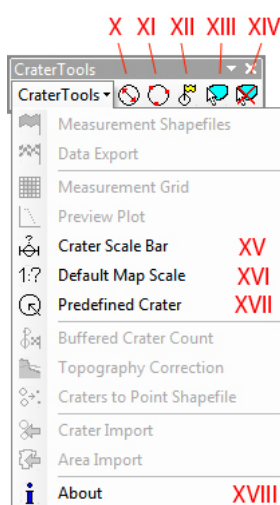 X XI XII XIII XIV
CraterTools
CraterTools
Measurement Shapefiles
Data Export
Measurement Grid
Preview Plot
Crater Scale Bar XV
1:? Default Map Scale XVI
Predefined Crater XVII
Buffered Crater Count
Topography Correction
Craters to Point Shapefile
Crater Import
Area Import
i About XVIII